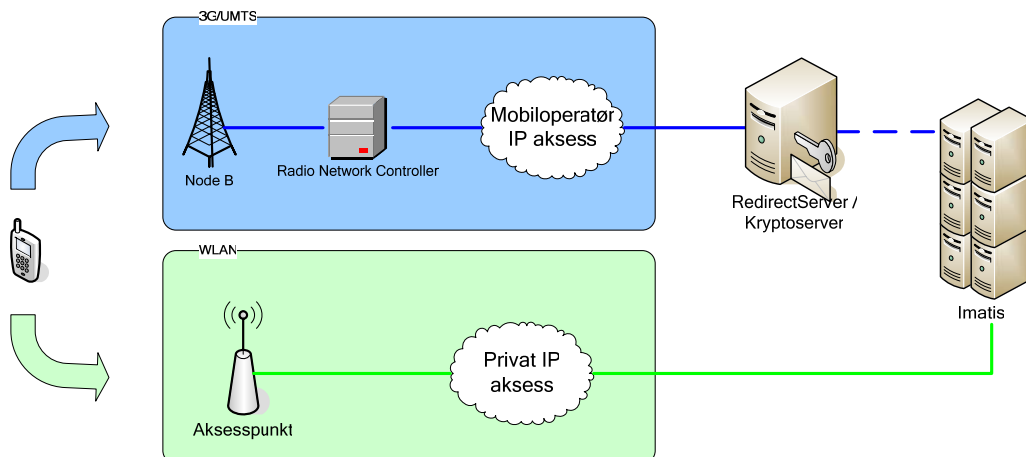 3G/UMTS
Node B
Radio Network Controller
Mobiloperatør
IP aksess
RedirectServer /
Kryptoserver
Imatis
WLAN
Aksesspunkt
Privat IP
aksess